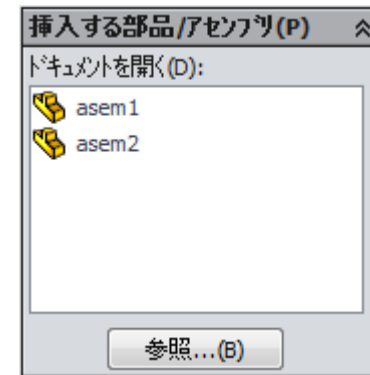 挿入する部品/アセンブリ(P)
ドキュメントを開く(D):
asem1
asem2
参照...(B)